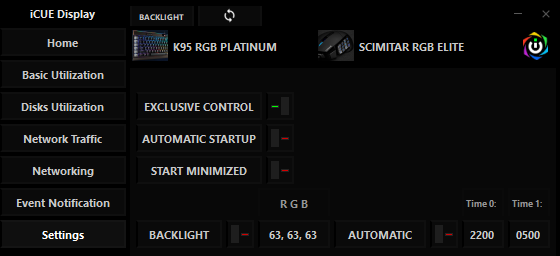 iCUE Display
BACKLIGHT
Home
K95 RGB PLATINUM
SCIMITAR RGB ELITE
Basic Utilization
Disks Utilization
EXCLUSIVE CONTROL
Network Traffic
AUTOMATIC STARTUP
Networking
START MINIMIZED
Event Notification
R G B
Time 0:
Time 1:
Settings
BACKLIGHT
63, 63, 63
AUTOMATIC
2200
0500